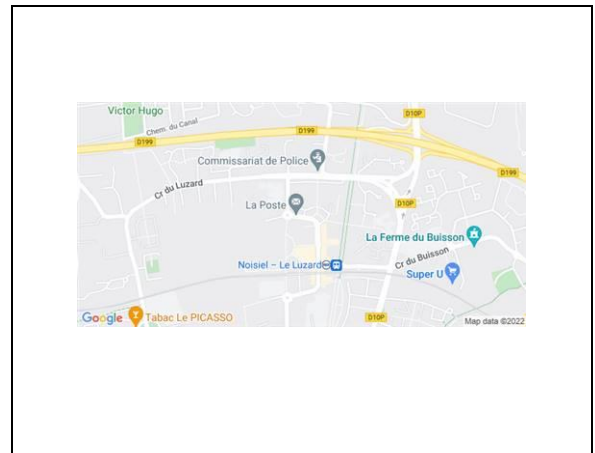 Victor Hugo
D10P
Chem. du Canal
D199
D199
Commissariat de Police
D199
Cr du Luzard
La Poste
D10P
La Ferme du Buisson
Noisiel – Le Luzard
Cr du Buisson
Super U
Google
Tabac Le PICASSO
D10P
Map data ©2022